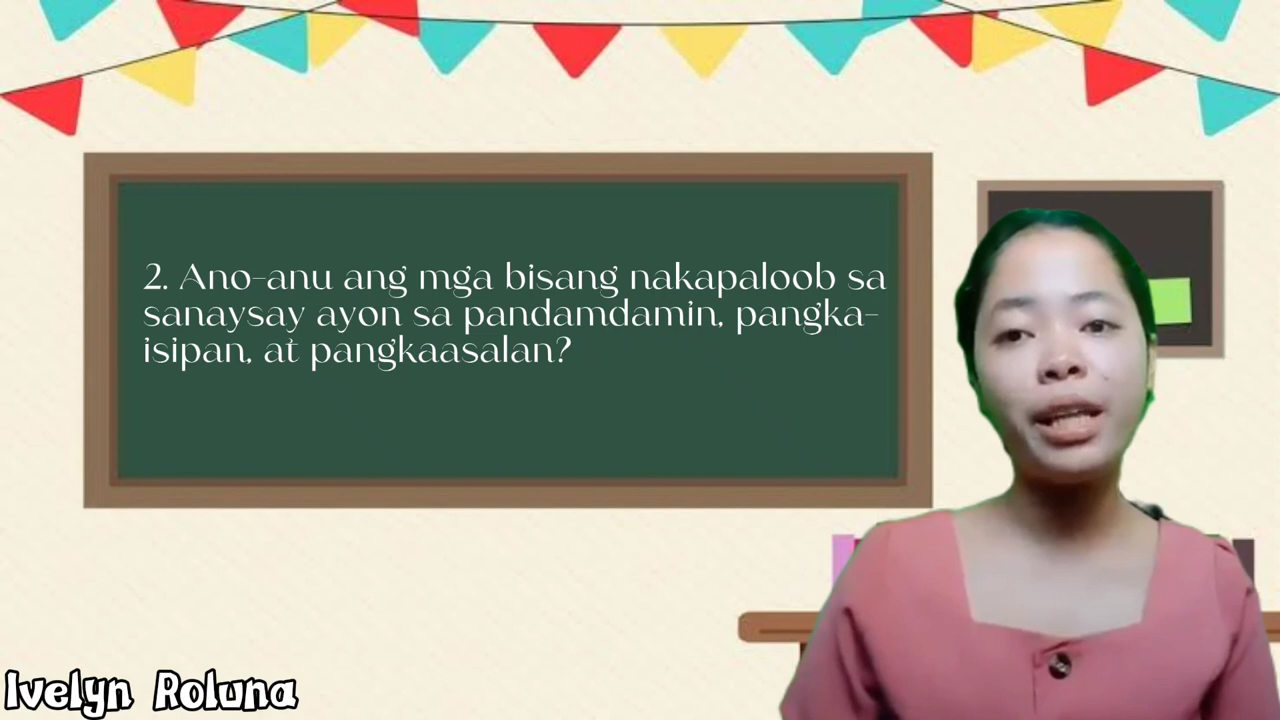 2. Ano-anu ang mga bisang nakapaloob sa
sanaysay ayon sa pandamdamin, pangka-
isipan, at pangkaasalan?
Ivelyn Roluna